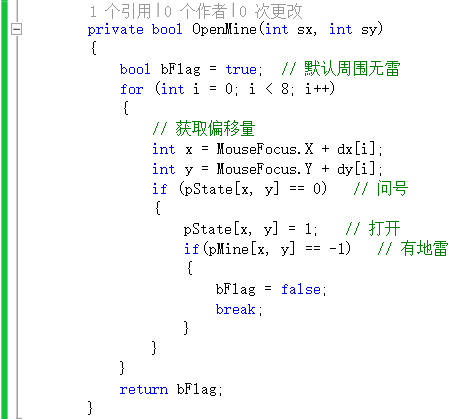 1 个引用|0 个作者|0 次更改
private bool OpenMine(int sx, int sy)
{
    bool bFlag = true;  // 默认周围无雷
    for (int i = 0; i < 8; i++)
    {
        // 获取偏移量
        int x = MouseFocus.X + dx[i];
        int y = MouseFocus.Y + dy[i];
        if (pState[x, y] == 0)   // 问号
        {
            pState[x, y] = 1;   // 打开
            if(pMine[x, y] == -1)   // 有地雷
            {
                bFlag = false;
                break;
            }
        }
    }
    return bFlag;
}